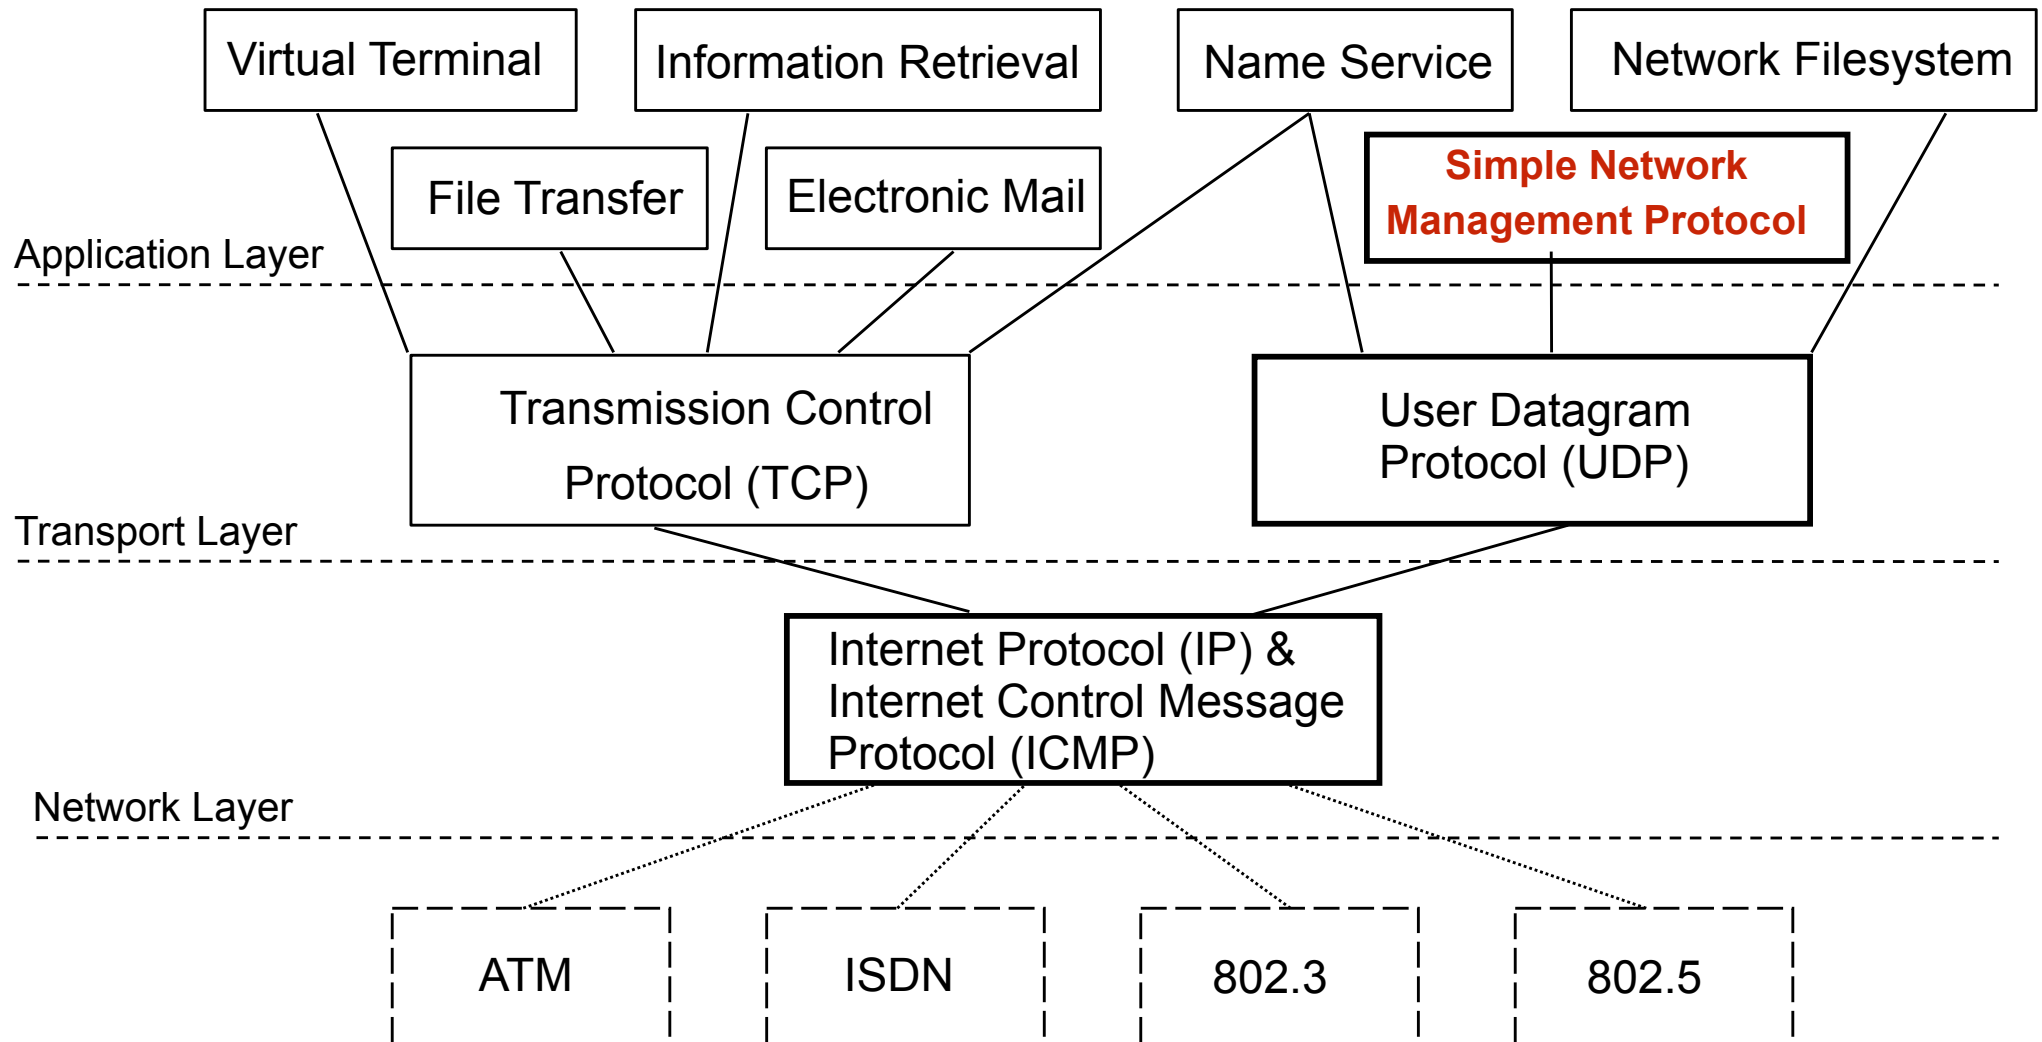 Virtual Terminal
Information Retrieval
Name Service
Network Filesystem
File Transfer
Electronic Mail
Simple Network
Management Protocol
Application Layer
Transmission Control
Protocol (TCP)
User Datagram
Protocol (UDP)
Transport Layer
Internet Protocol (IP) &
Internet Control Message
Protocol (ICMP)
Network Layer
ATM
ISDN
802.3
802.5